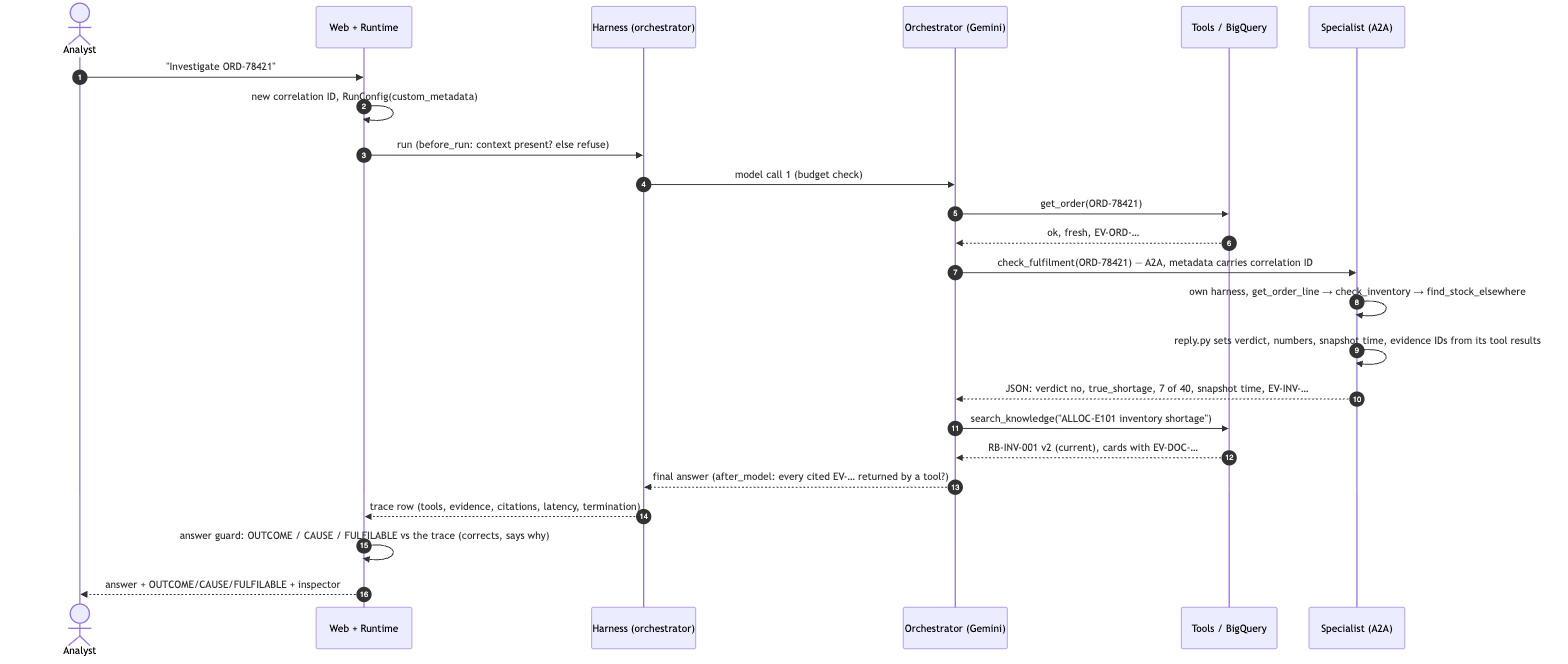 Analyst
Web + Runtime
Harness (orchestrator)
Orchestrator (Gemini)
Tools / BigQuery
Specialist (A2A)
1
"Investigate ORD-78421"
2
new correlation ID, RunConfig(custom_metadata)
3
run (before_run: context present? else refuse)
4
model call 1 (budget check)
5
get_order(ORD-78421)
6
ok, fresh, EV-ORD-…
7
check_fulfilment(ORD-78421) — A2A, metadata carries correlation ID
8
own harness, get_order_line → check_inventory → find_stock_elsewhere
9
reply.py sets verdict, numbers, snapshot time, evidence IDs from its tool results
10
JSON: verdict no, true_shortage, 7 of 40, snapshot time, EV-INV-…
11
search_knowledge("ALLOC-E101 inventory shortage")
12
RB-INV-001 v2 (current), cards with EV-DOC-…
13
final answer (after_model: every cited EV-… returned by a tool?)
14
trace row (tools, evidence, citations, latency, termination)
15
answer guard: OUTCOME / CAUSE / FULFILABLE vs the trace (corrects, says why)
16
answer + OUTCOME/CAUSE/FULFILABLE + inspector
Analyst
Web + Runtime
Harness (orchestrator)
Orchestrator (Gemini)
Tools / BigQuery
Specialist (A2A)